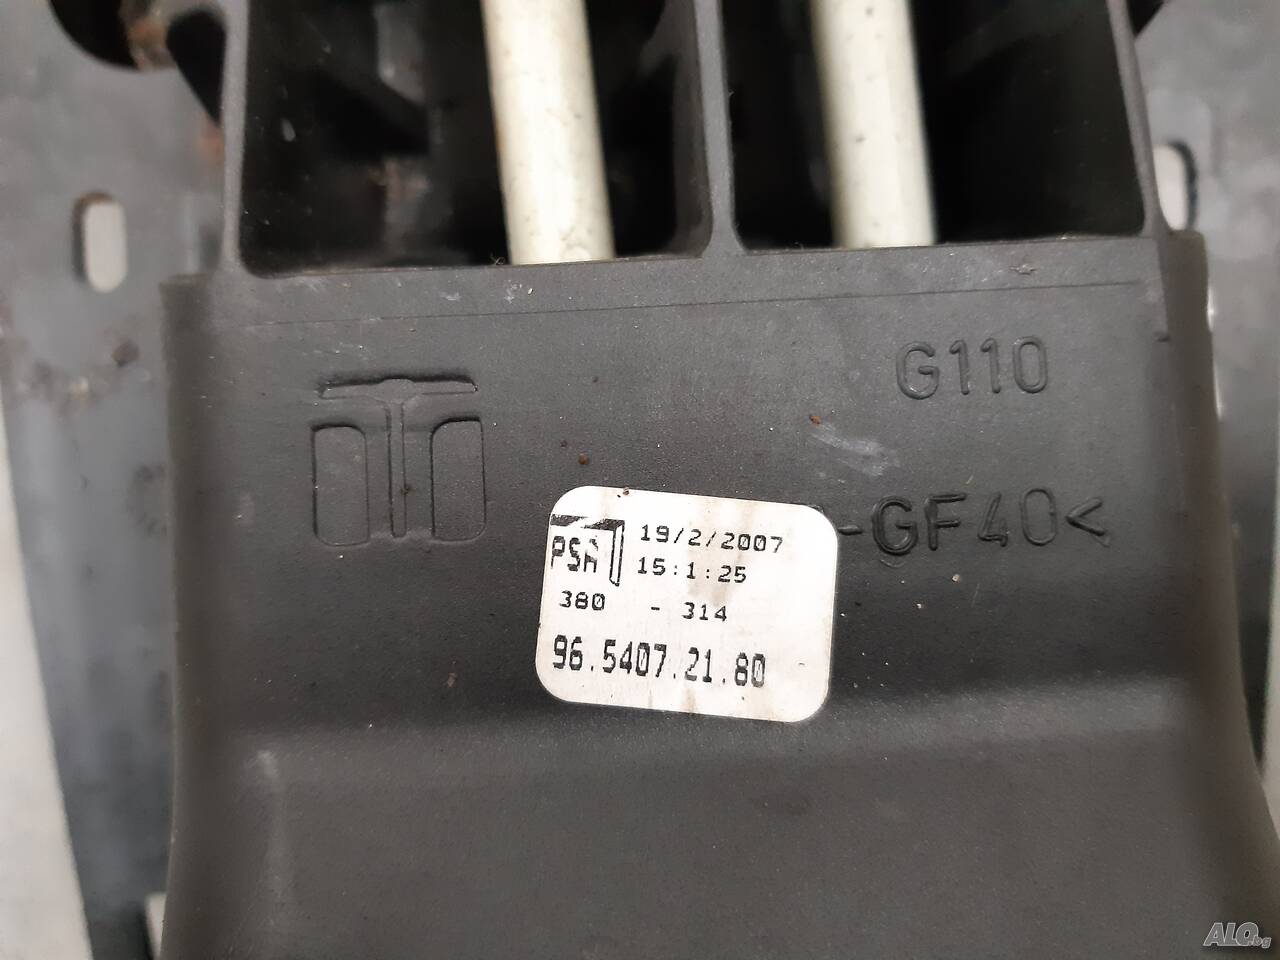 G110
-GF40<
PSA
19/2/2007
15:1:25
380 - 314
96.5407.21.80
ALO.bg